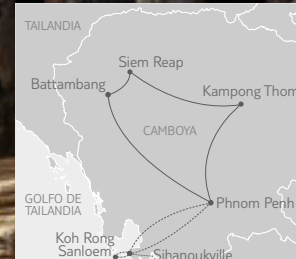 TAILANDIA
Siem Reap
Battambang
Kampong Thom
CAMBOYA
GOLFO DE
TAILANDIA
Phnom Penh
Koh Rong
Sanloem
Sihanoukville